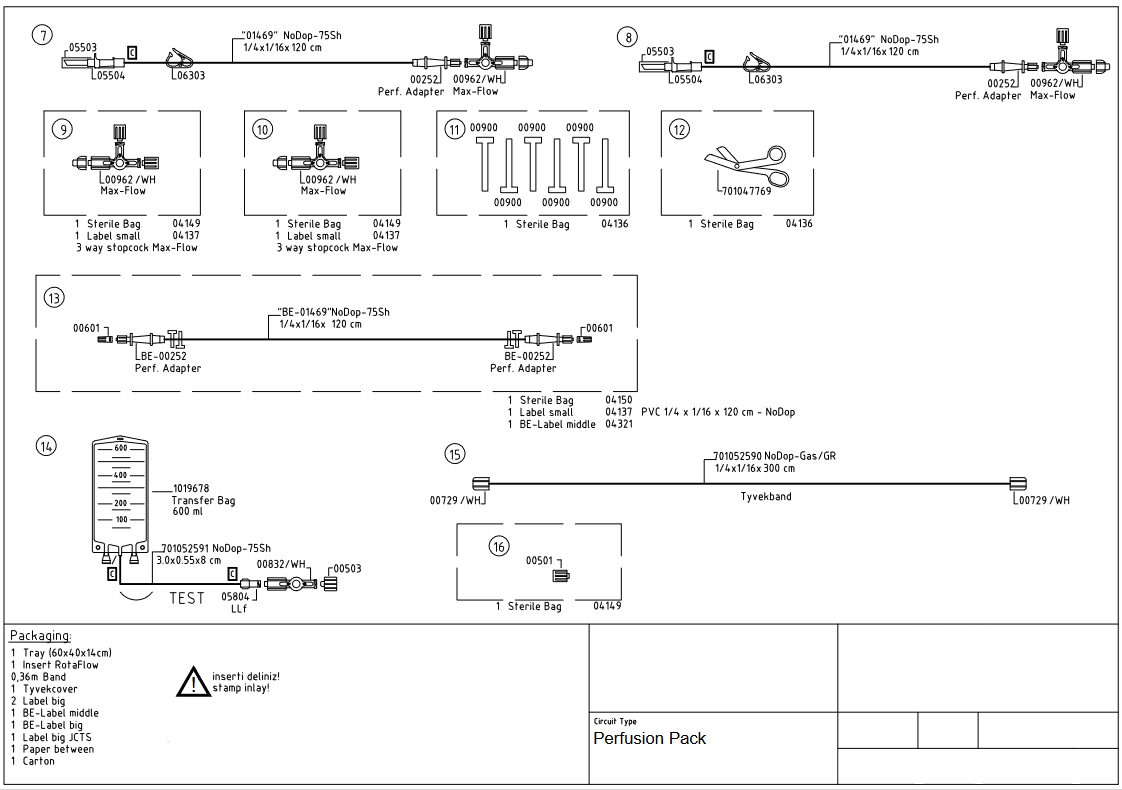 7
"01469" NoDop-75Sh
1/4x1/16x 120 cm
05503
C
05504
06303
00252
Perf. Adapter
00962/WH
Max-Flow
8
"01469" NoDop-75Sh
1/4x1/16x 120 cm
05503
C
05504
06303
00252
Perf. Adapter
00962/WH
Max-Flow
9
00962/WH
Max-Flow
1 Sterile Bag 04149
1 Label small 04137
3 way stopcock Max-Flow
10
00962/WH
Max-Flow
1 Sterile Bag 04149
1 Label small 04137
3 way stopcock Max-Flow
11
00900 00900 00900
00900 00900 00900
1 Sterile Bag 04136
12
701047769
1 Sterile Bag 04136
13
"BE-01469"NoDop-75Sh
1/4x1/16x 120 cm
00601
BE-00252
Perf. Adapter
00601
BE-00252
Perf. Adapter
1 Sterile Bag 04150
1 Label small 04137 PVC 1/4 x 1/16 x 120 cm - NoDop
1 BE-Label middle 04321
14
600
400
200
100
1019678
Transfer Bag
600 ml
701052591 NoDop-75Sh
3.0x0.55x8 cm
C
C
TEST
05804
LLf
00832/WH
00503
15
701052590 NoDop-Gas/GR
1/4x1/16x 300 cm
00729/WH
Tyvekband
00729/WH
16
00501
1 Sterile Bag 04149
Packaging:
1 Tray (60x40x14cm)
1 Insert RotaFlow
0,36m Band
1 Tyvekcover
2 Label big
1 BE-Label middle
1 BE-Label big
1 Label big JCTS
1 Paper between
1 Carton
!
inserti deliniz!
stamp inlay!
Circuit Type
Perfusion Pack